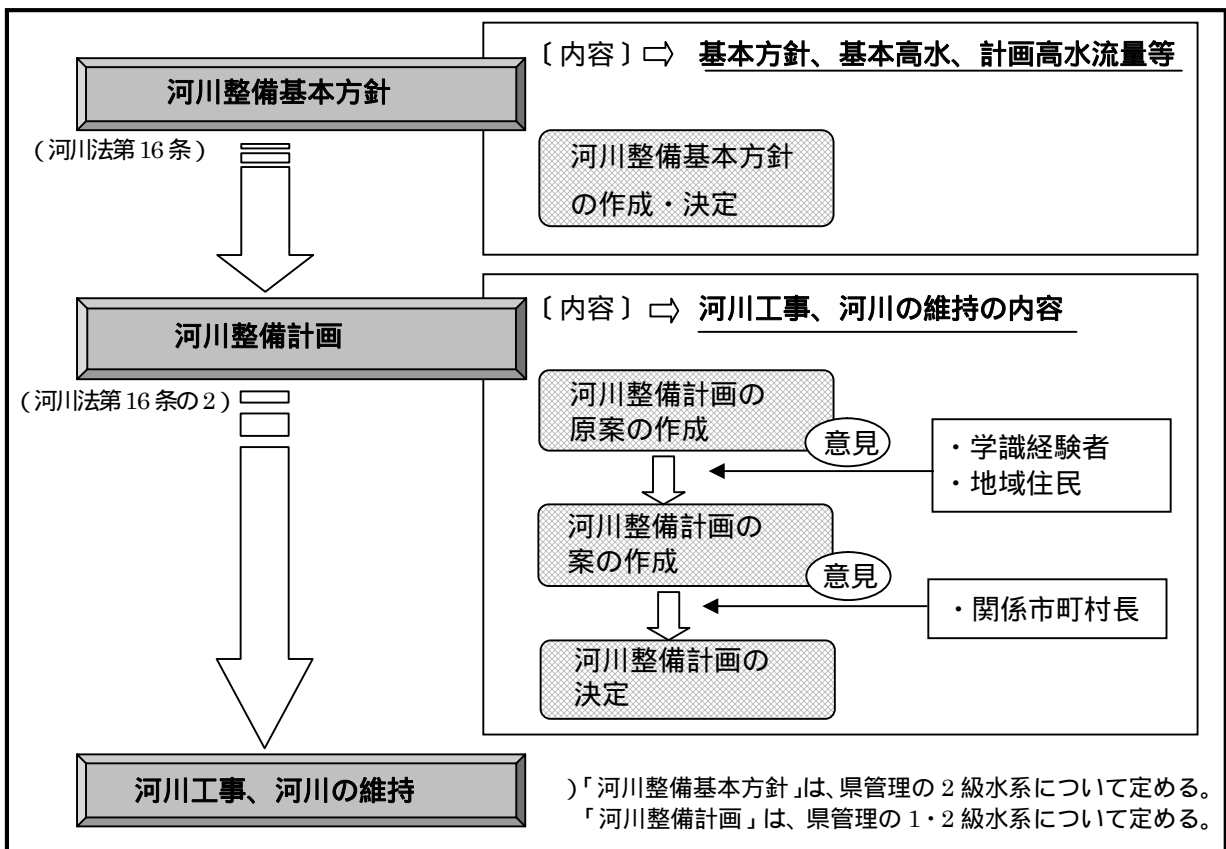 〔内容〕⇨ 基本方針、基本高水、計画高水流量等
河川整備基本方針
(河川法第16条)
河川整備基本方針
の作成・決定
〔内容〕⇨ 河川工事、河川の維持の内容
河川整備計画
(河川法第16条の2)
河川整備計画の
原案の作成
意見
・学識経験者
・地域住民
河川整備計画の
案の作成
意見
・関係市町村長
河川整備計画の
決定
河川工事、河川の維持
)「河川整備基本方針」は、県管理の2級水系について定める。
「河川整備計画」は、県管理の1・2級水系について定める。